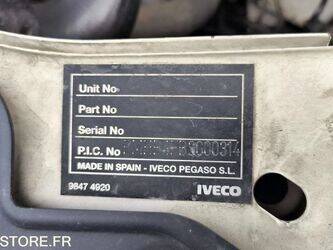 Unit No
Part No
Serial No
P.I.C. No
MADE IN SPAIN - IVECO PEGASO S.L.
9847 4920 IVECO
STORE.FR